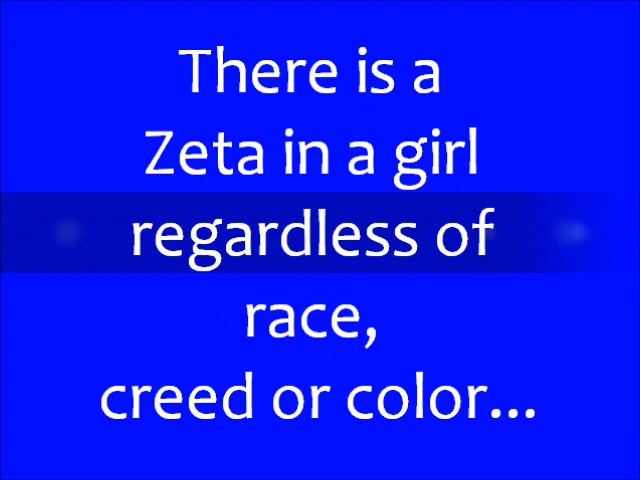 There is a
Zeta in a girl
regardless of
race,
creed or color...